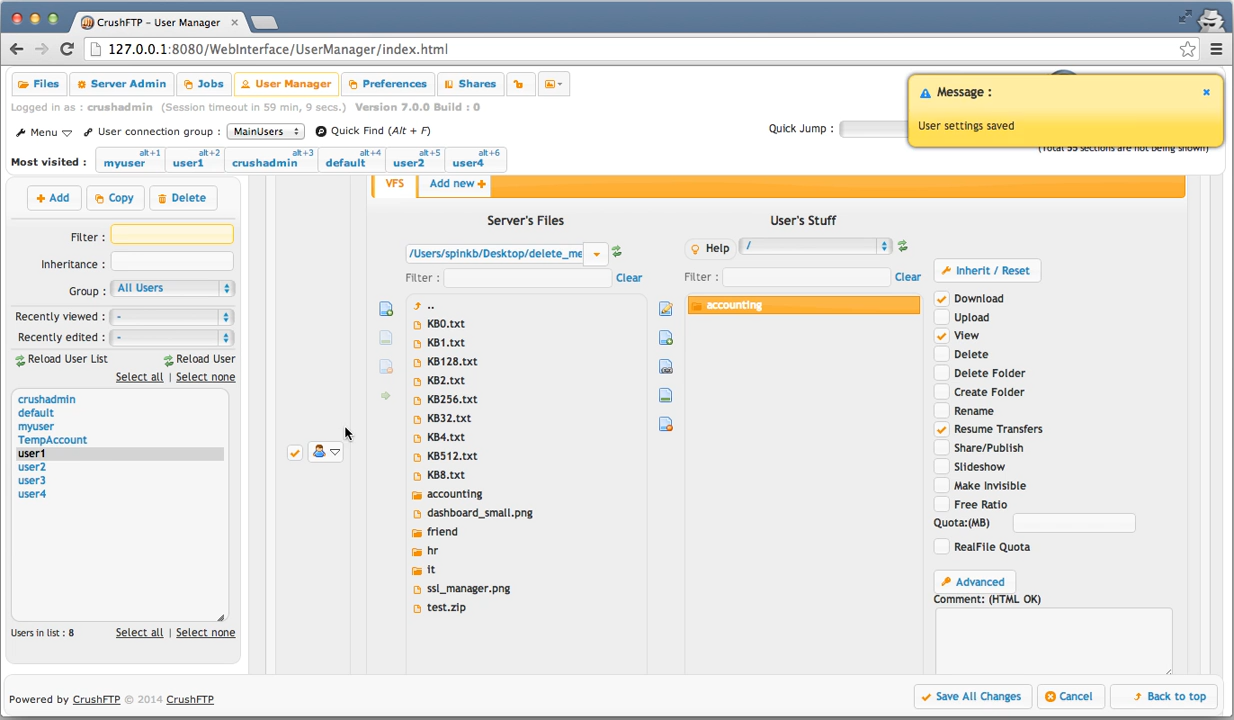 CrushFTP – User Manager
127.0.0.1:8080/WebInterface/UserManager/index.html
Files Server Admin Jobs User Manager Preferences Shares
Message :
User settings saved
Logged in as : crushadmin (Session timeout in 59 min, 9 secs.) Version 7.0.0 Build : 0
Menu User connection group : MainUsers Quick Find (Alt + F)
Quick Jump :
(Total 55 sections are not being shown)
Most visited : myuser alt+1 user1 alt+2 crushadmin alt+3 default alt+4 user2 alt+5 user4 alt+6
Add Copy Delete
Filter :
Inheritance :
Group : All Users
Recently viewed : -
Recently edited : -
Reload User List Reload User
Select all | Select none
crushadmin
default
myuser
TempAccount
user1
user2
user3
user4
Users in list : 8 Select all | Select none
VFS Add new +
Server's Files
/Users/spinkb/Desktop/delete_me
Filter : Clear
..
KB0.txt
KB1.txt
KB128.txt
KB2.txt
KB256.txt
KB32.txt
KB4.txt
KB512.txt
KB8.txt
accounting
dashboard_small.png
friend
hr
it
ssl_manager.png
test.zip
User's Stuff
Help /
Filter : Clear
accounting
Inherit / Reset
Download
Upload
View
Delete
Delete Folder
Create Folder
Rename
Resume Transfers
Share/Publish
Slideshow
Make Invisible
Free Ratio
Quota:(MB)
RealFile Quota
Advanced
Comment: (HTML OK)
Powered by CrushFTP © 2014 CrushFTP
Save All Changes Cancel Back to top